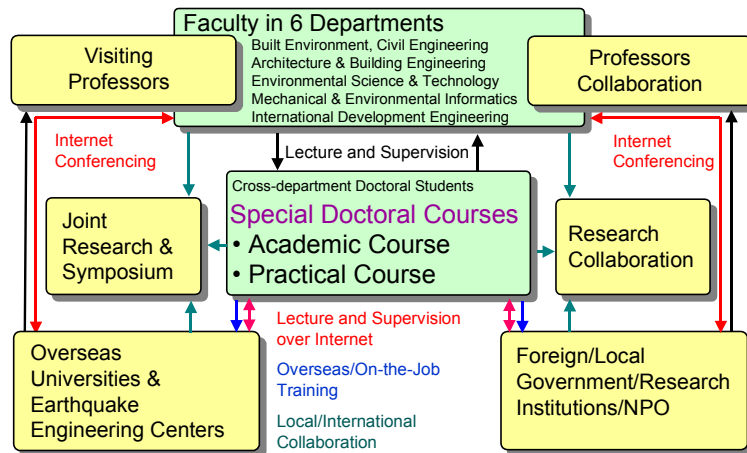 Faculty in 6 Departments
Built Environment, Civil Engineering
Architecture & Building Engineering
Environmental Science & Technology
Mechanical & Environmental Informatics
International Development Engineering
Visiting
Professors
Professors
Collaboration
Internet
Conferencing
Lecture and Supervision
Internet
Conferencing
Cross-department Doctoral Students
Special Doctoral Courses
• Academic Course
• Practical Course
Joint
Research &
Symposium
Research
Collaboration
Lecture and Supervision
over Internet
Overseas/On-the-Job
Training
Local/International
Collaboration
Overseas
Universities &
Earthquake
Engineering Centers
Foreign/Local
Government/Research
Institutions/NPO